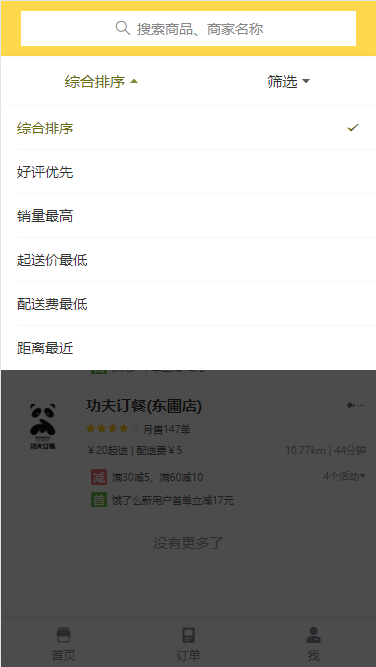 搜索商品、商家名称
综合排序 筛选
综合排序
好评优先
销量最高
起送价最低
配送费最低
距离最近
功夫订餐
功夫订餐(东圃店)
月售147单
¥20起送 | 配送费¥5 10.77km | 44分钟
减 满30减5，满60减10 4个活动
首 饿了么新用户首单立减17元
没有更多了
首页 订单 我